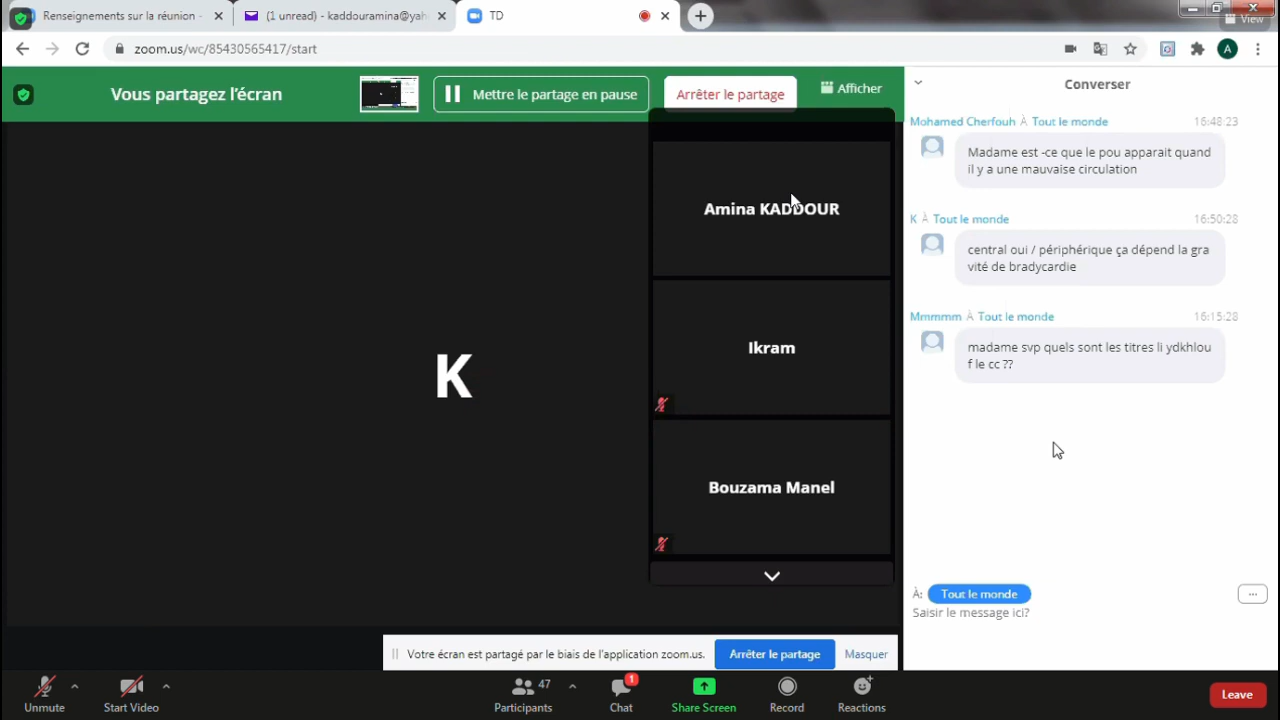 Renseignements sur la réunion -
(1 unread) - kaddouramina@yah
TD
View
zoom.us/wc/85430565417/start
A
Vous partagez l'écran
Mettre le partage en pause
Arrêter le partage
Afficher
Converser
Mohamed Cherfouh À Tout le monde 16:48:23
Madame est -ce que le pou apparait quand
il y a une mauvaise circulation
K À Tout le monde 16:50:28
central oui / périphérique ça dépend la gra
vité de bradycardie
Mmmmm À Tout le monde 16:15:28
madame svp quels sont les titres li ydkhlou
f le cc ??
Amina KADDOUR
K
Ikram
Bouzama Manel
À: Tout le monde
...
Saisir le message ici?
Votre écran est partagé par le biais de l'application zoom.us.
Arrêter le partage
Masquer
Unmute
Start Video
47
Participants
1
Chat
Share Screen
Record
Reactions
Leave